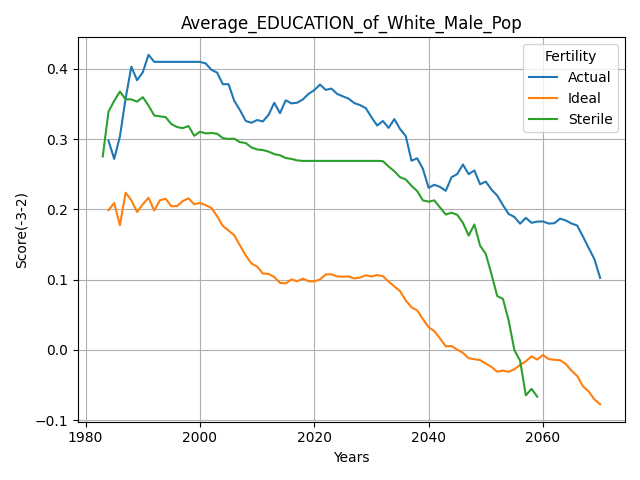 Average_EDUCATION_of_White_Male_Pop
Fertility
Actual
Ideal
Sterile
Score(-3-2)
0.4
0.3
0.2
0.1
0.0
−0.1
1980 2000 2020 2040 2060
Years